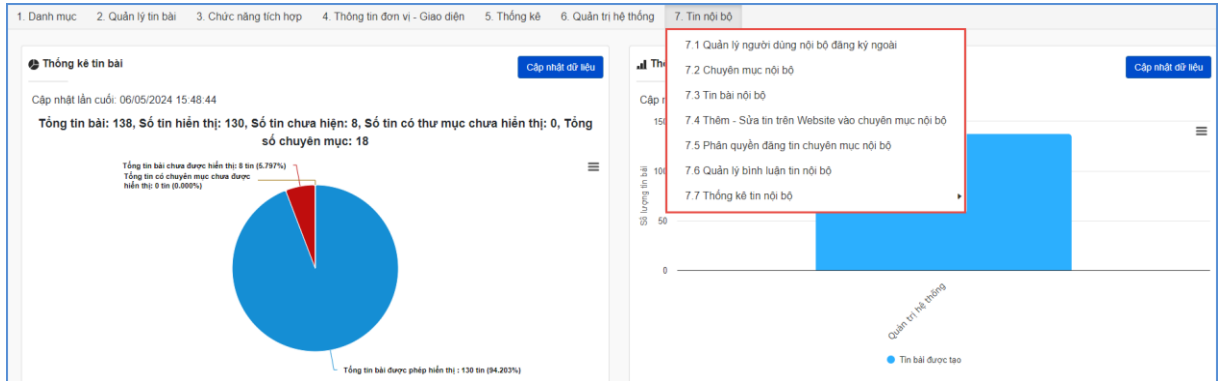 1. Danh mục 2. Quản lý tin bài 3. Chức năng tích hợp 4. Thông tin đơn vị - Giao diện 5. Thống kê 6. Quản trị hệ thống 7. Tin nội bộ
7.1 Quản lý người dùng nội bộ đăng ký ngoài
7.2 Chuyên mục nội bộ
7.3 Tin bài nội bộ
7.4 Thêm - Sửa tin trên Website vào chuyên mục nội bộ
7.5 Phân quyền đăng tin chuyên mục nội bộ
7.6 Quản lý bình luận tin nội bộ
7.7 Thống kê tin nội bộ
Thống kê tin bài
Cập nhật dữ liệu
Cập nhật lần cuối: 06/05/2024 15:48:44
Tổng tin bài: 138, Số tin hiển thị: 130, Số tin chưa hiện: 8, Số tin có thư mục chưa hiển thị: 0, Tổng
số chuyên mục: 18
Tổng tin bài chưa được hiển thị: 8 tin (5.797%)
Tổng tin có chuyên mục chưa được
hiển thị: 0 tin (0.000%)
Tổng tin bài được phép hiển thị : 130 tin (94.203%)
Cập nhật dữ liệu
150
100
50
0
Số lượng tin bài
Quản trị hệ thống
Tin bài được tạo